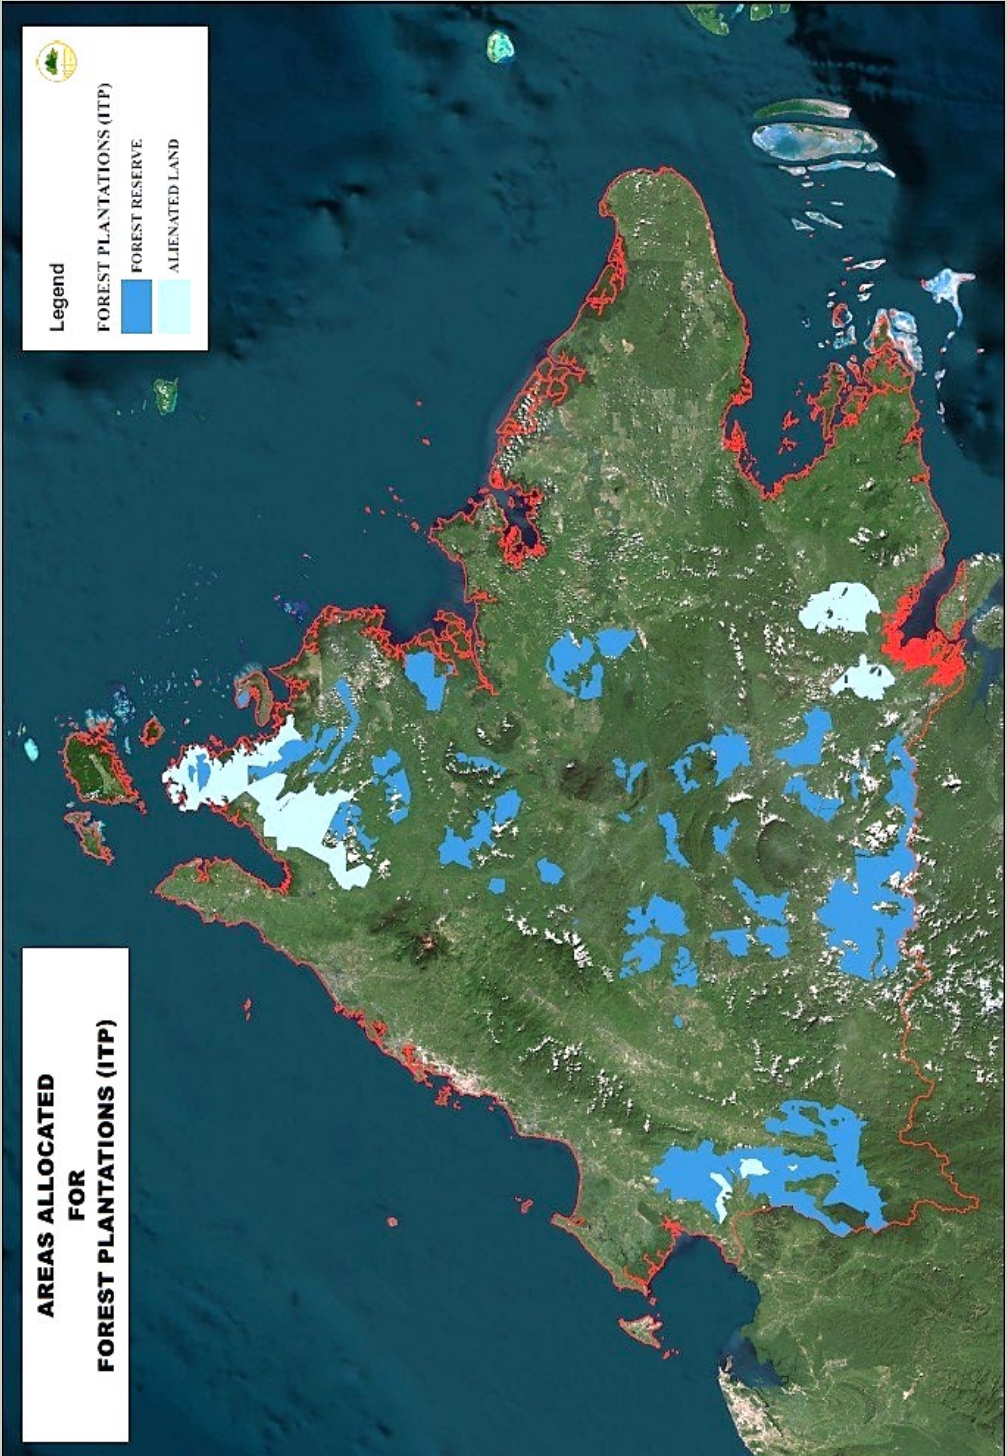 AREAS ALLOCATED
FOR
FOREST PLANTATIONS (ITP)
Legend
FOREST PLANTATIONS (ITP)
FOREST RESERVE
ALIENATED LAND